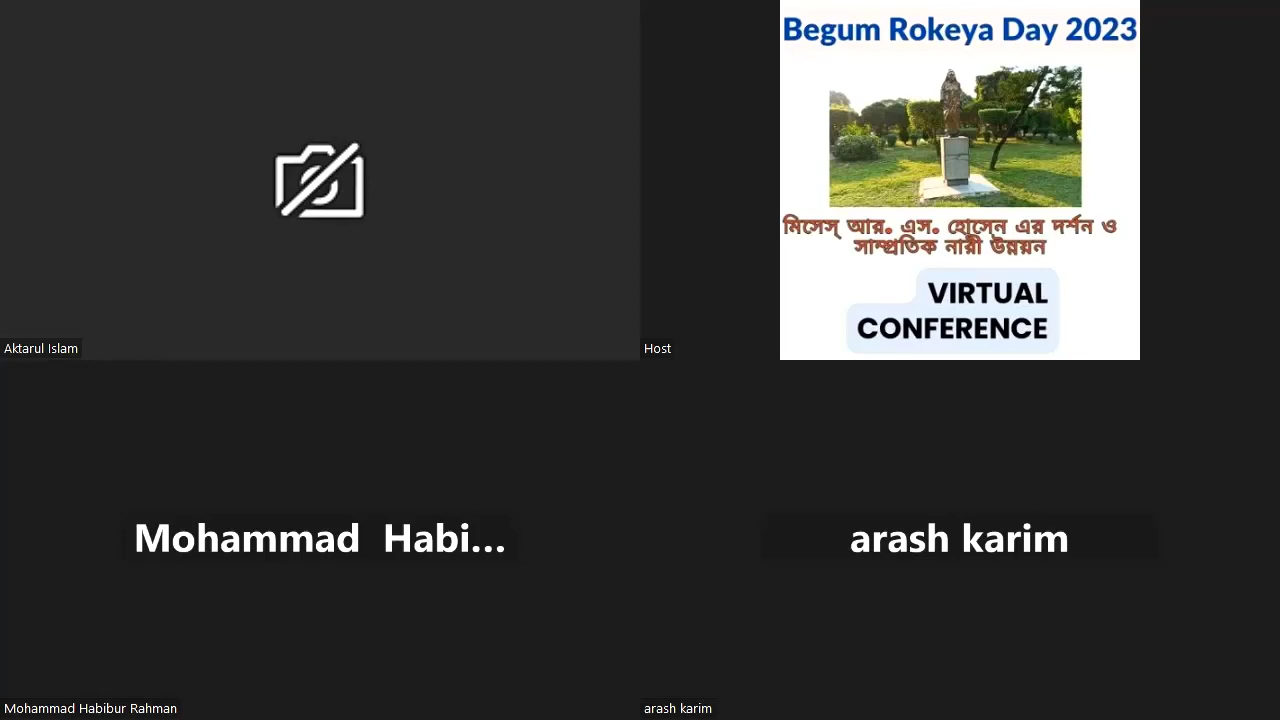 Begum Rokeya Day 2023
মিসেস্ আর. এস. হোসেন এর দর্শন ও
সাম্প্রতিক নারী উন্নয়ন
VIRTUAL
CONFERENCE
Aktarul Islam
Host
Mohammad Habi...
arash karim
Mohammad Habibur Rahman
arash karim